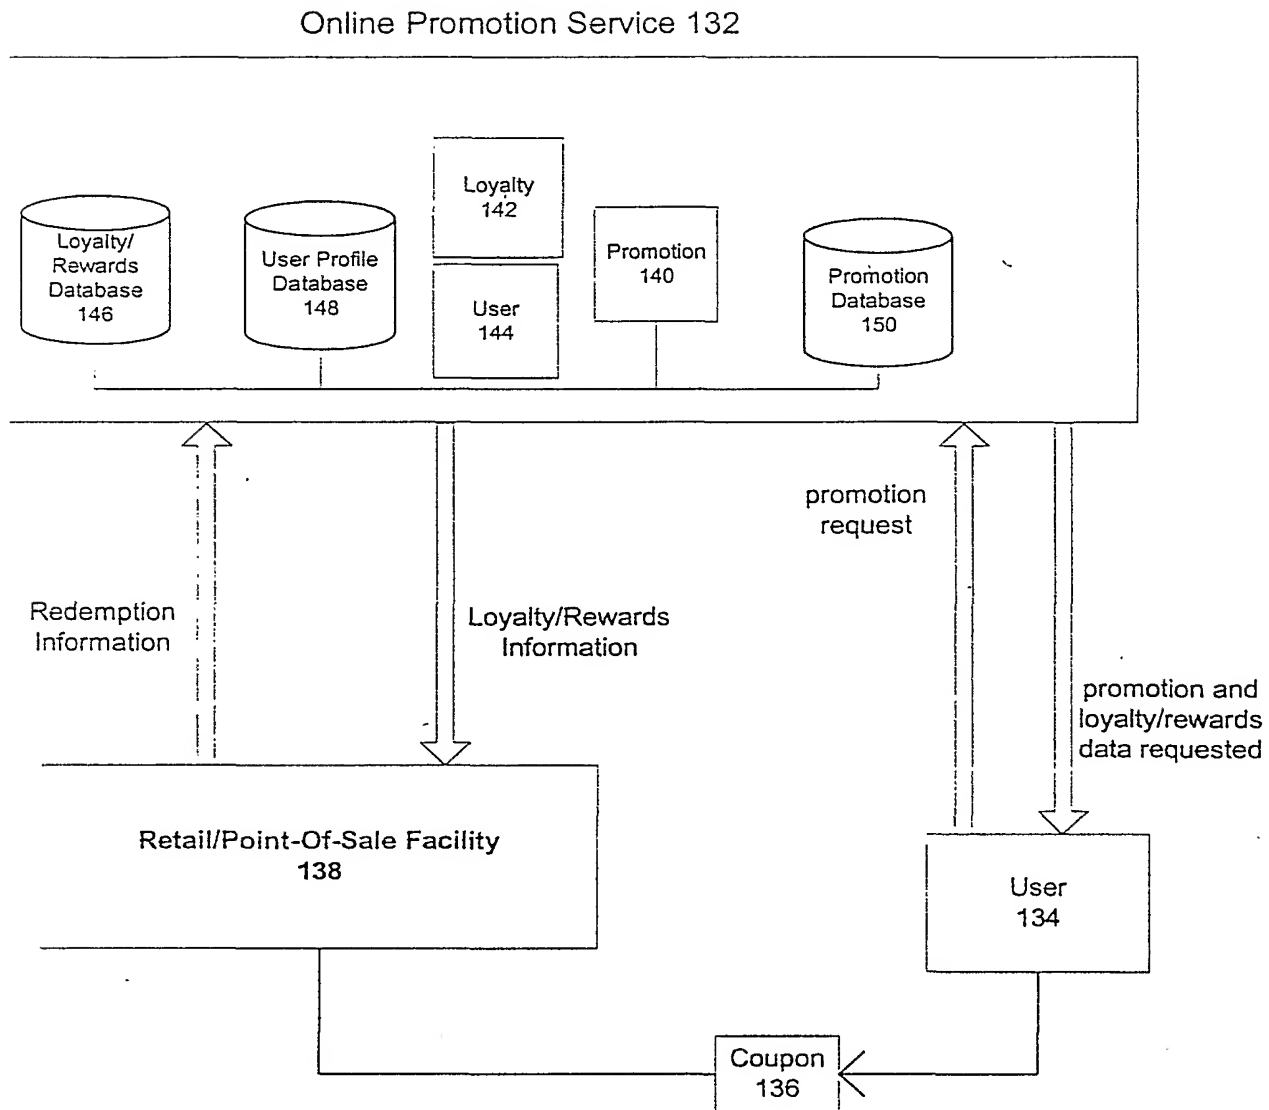 Online Promotion Service 132
Loyalty
142
Loyalty/
Rewards
Database
146
User Profile
Database
148
User
144
Promotion
140
Promotion
Database
150
promotion
request
Redemption
Information
Loyalty/Rewards
Information
promotion and
loyalty/rewards
data requested
Retail/Point-Of-Sale Facility
138
User
134
Coupon
136